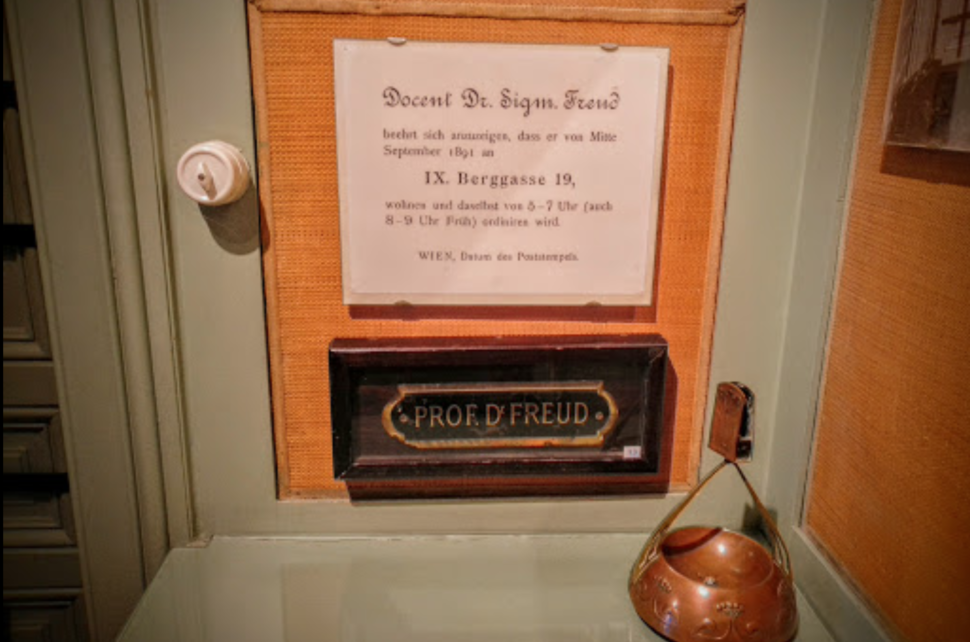 Docent Dr. Sigm. Freud
beehrt sich anzuzeigen, dass er von Mitte
September 1891 an
IX. Berggasse 19,
wohnen und daselbst von 5–7 Uhr (auch
8–9 Uhr Früh) ordiniren wird.
WIEN, Datum des Poststempels.
PROF. Dr FREUD